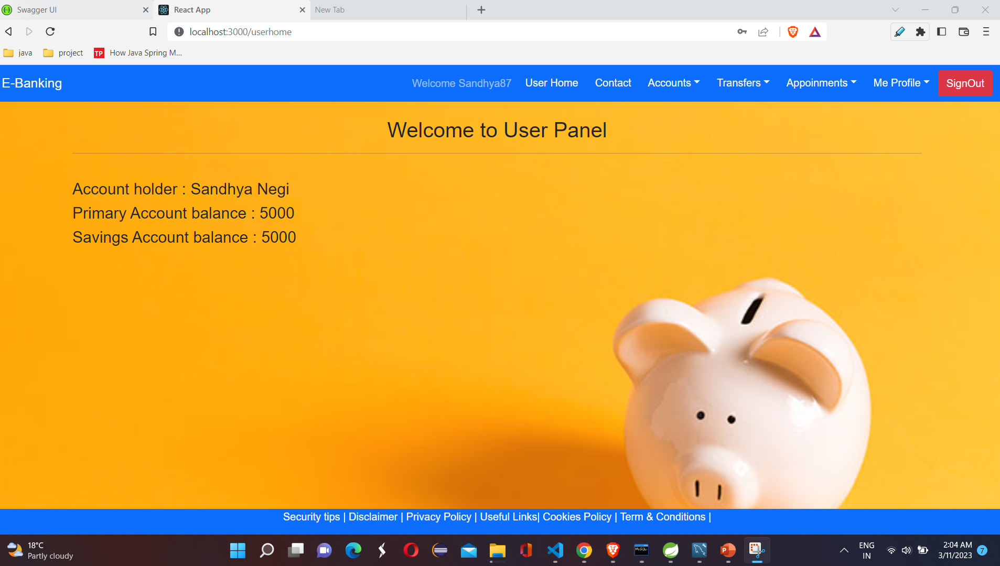 Swagger UI
React App
New Tab
localhost:3000/userhome
java
project
TP
How Java Spring M...
E-Banking
Welcome Sandhya87
User Home
Contact
Accounts
Transfers
Appoinments
Me Profile
SignOut
Welcome to User Panel
Account holder : Sandhya Negi
Primary Account balance : 5000
Savings Account balance : 5000
Security tips | Disclaimer | Privacy Policy | Useful Links| Cookies Policy | Term & Conditions |
18°C
Partly cloudy
MySQL
P
ENG
IN
2:04 AM
3/11/2023
7